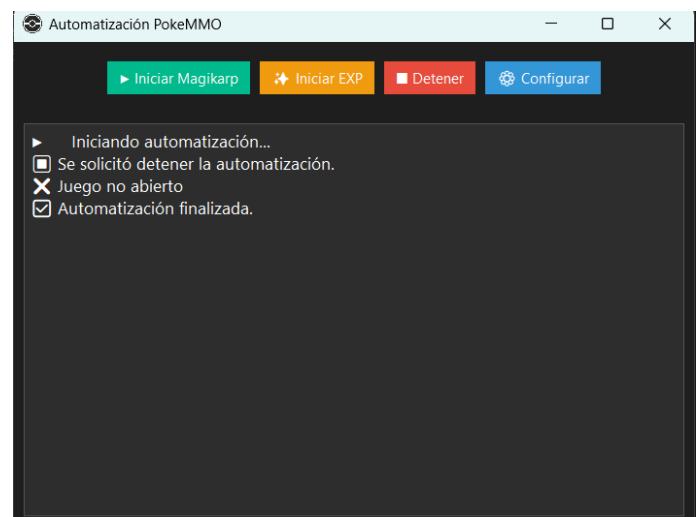 Automatización PokeMMO
Iniciar Magikarp
Iniciar EXP
Detener
Configurar
Iniciando automatización...
Se solicitó detener la automatización.
Juego no abierto
Automatización finalizada.